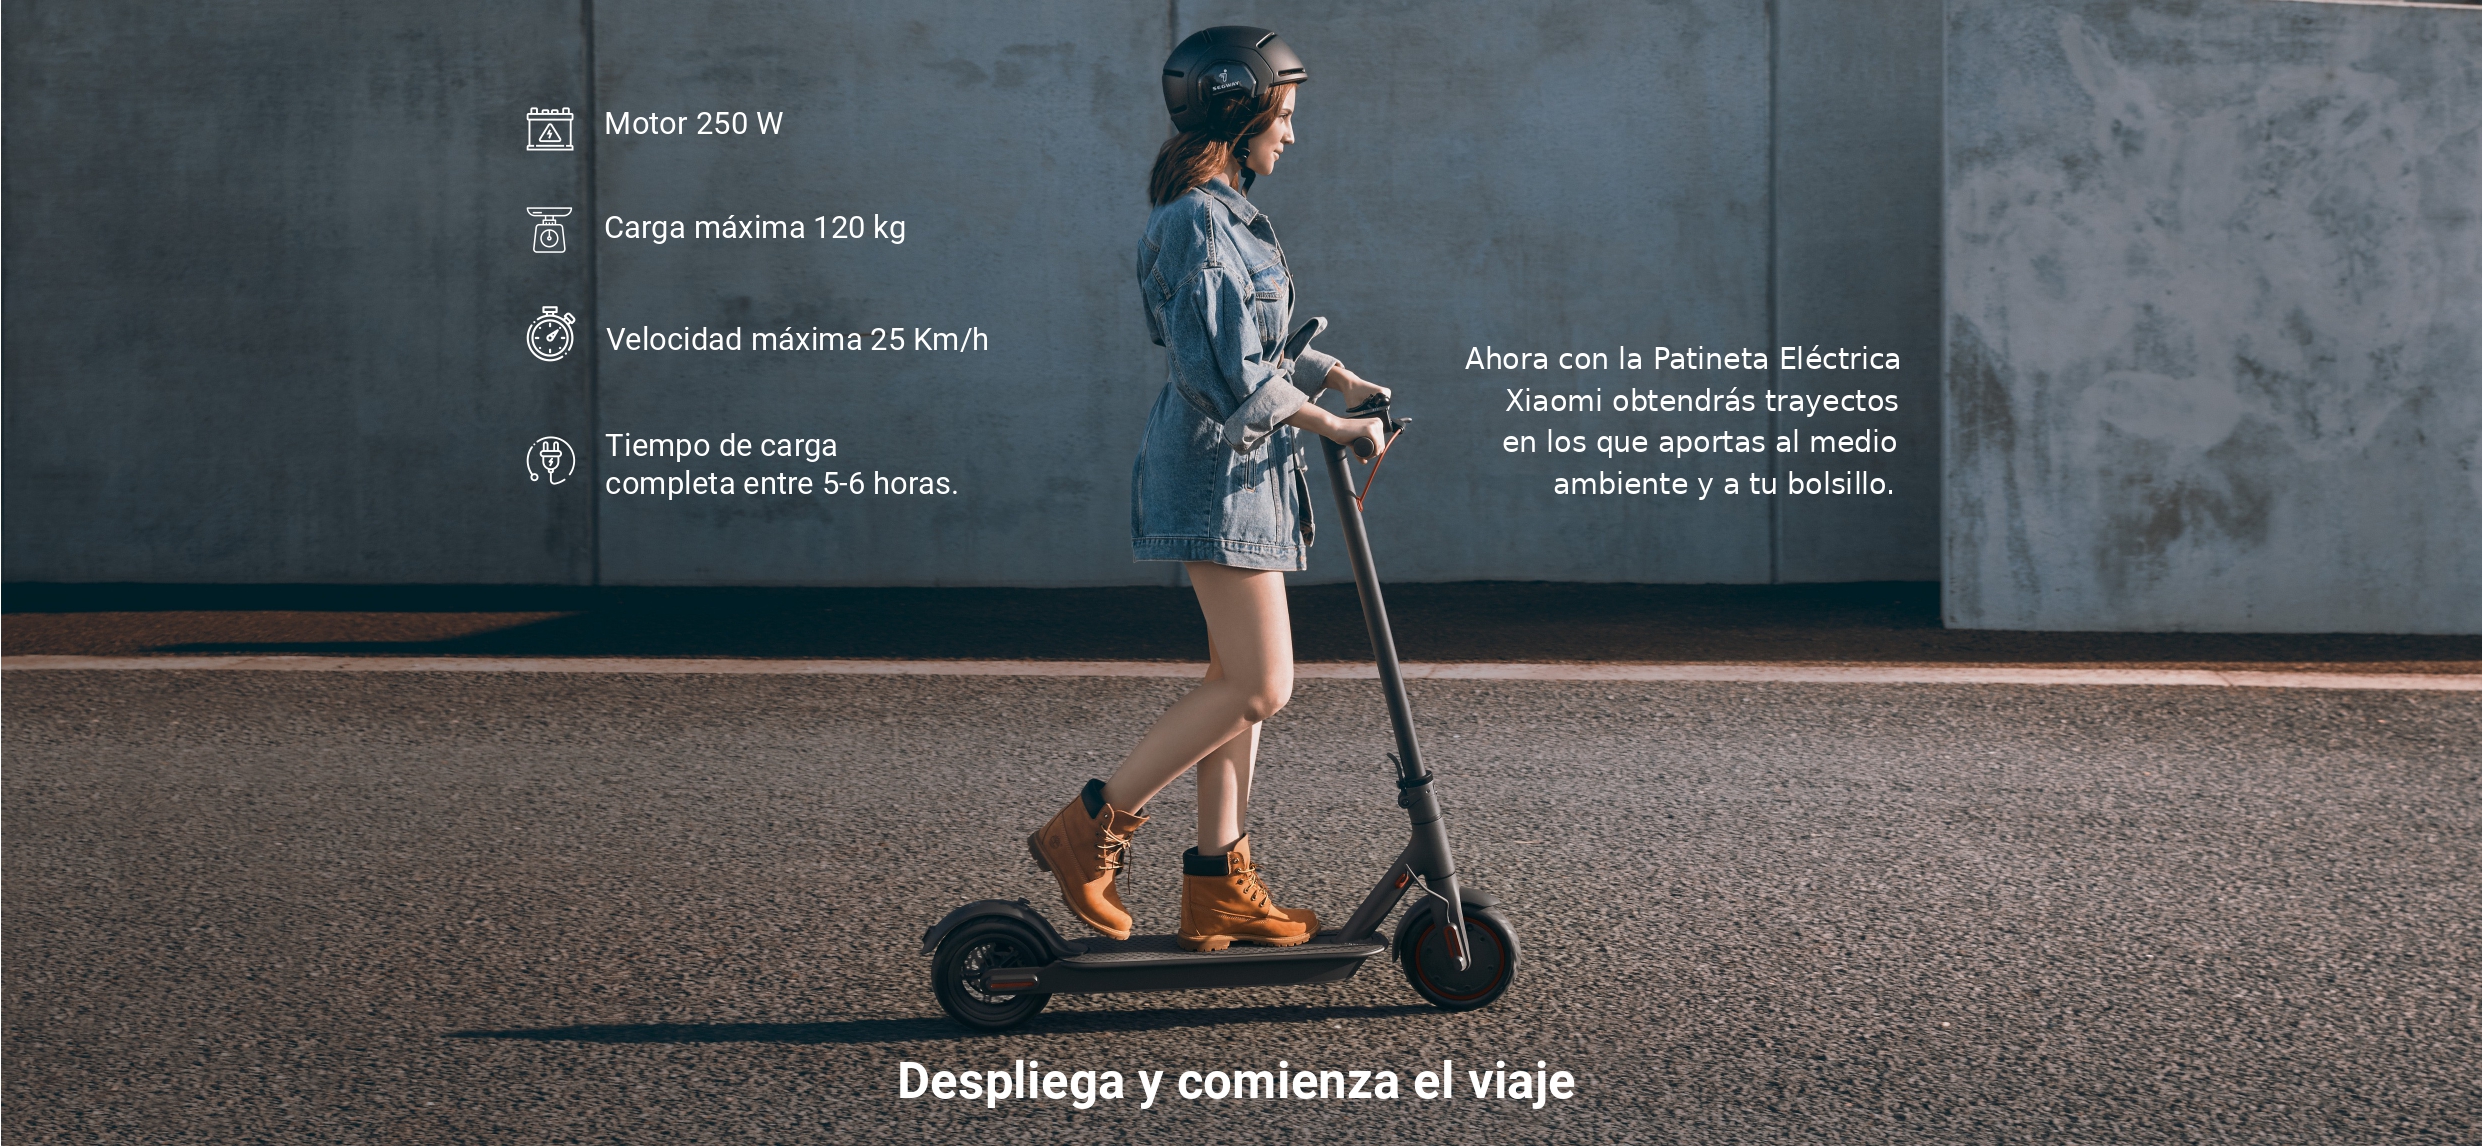 SEGWAY
Motor 250 W
Carga máxima 120 kg
Velocidad máxima 25 Km/h
Tiempo de carga
completa entre 5-6 horas.
Ahora con la Patineta Eléctrica
Xiaomi obtendrás trayectos
en los que aportas al medio
ambiente y a tu bolsillo.
Despliega y comienza el viaje